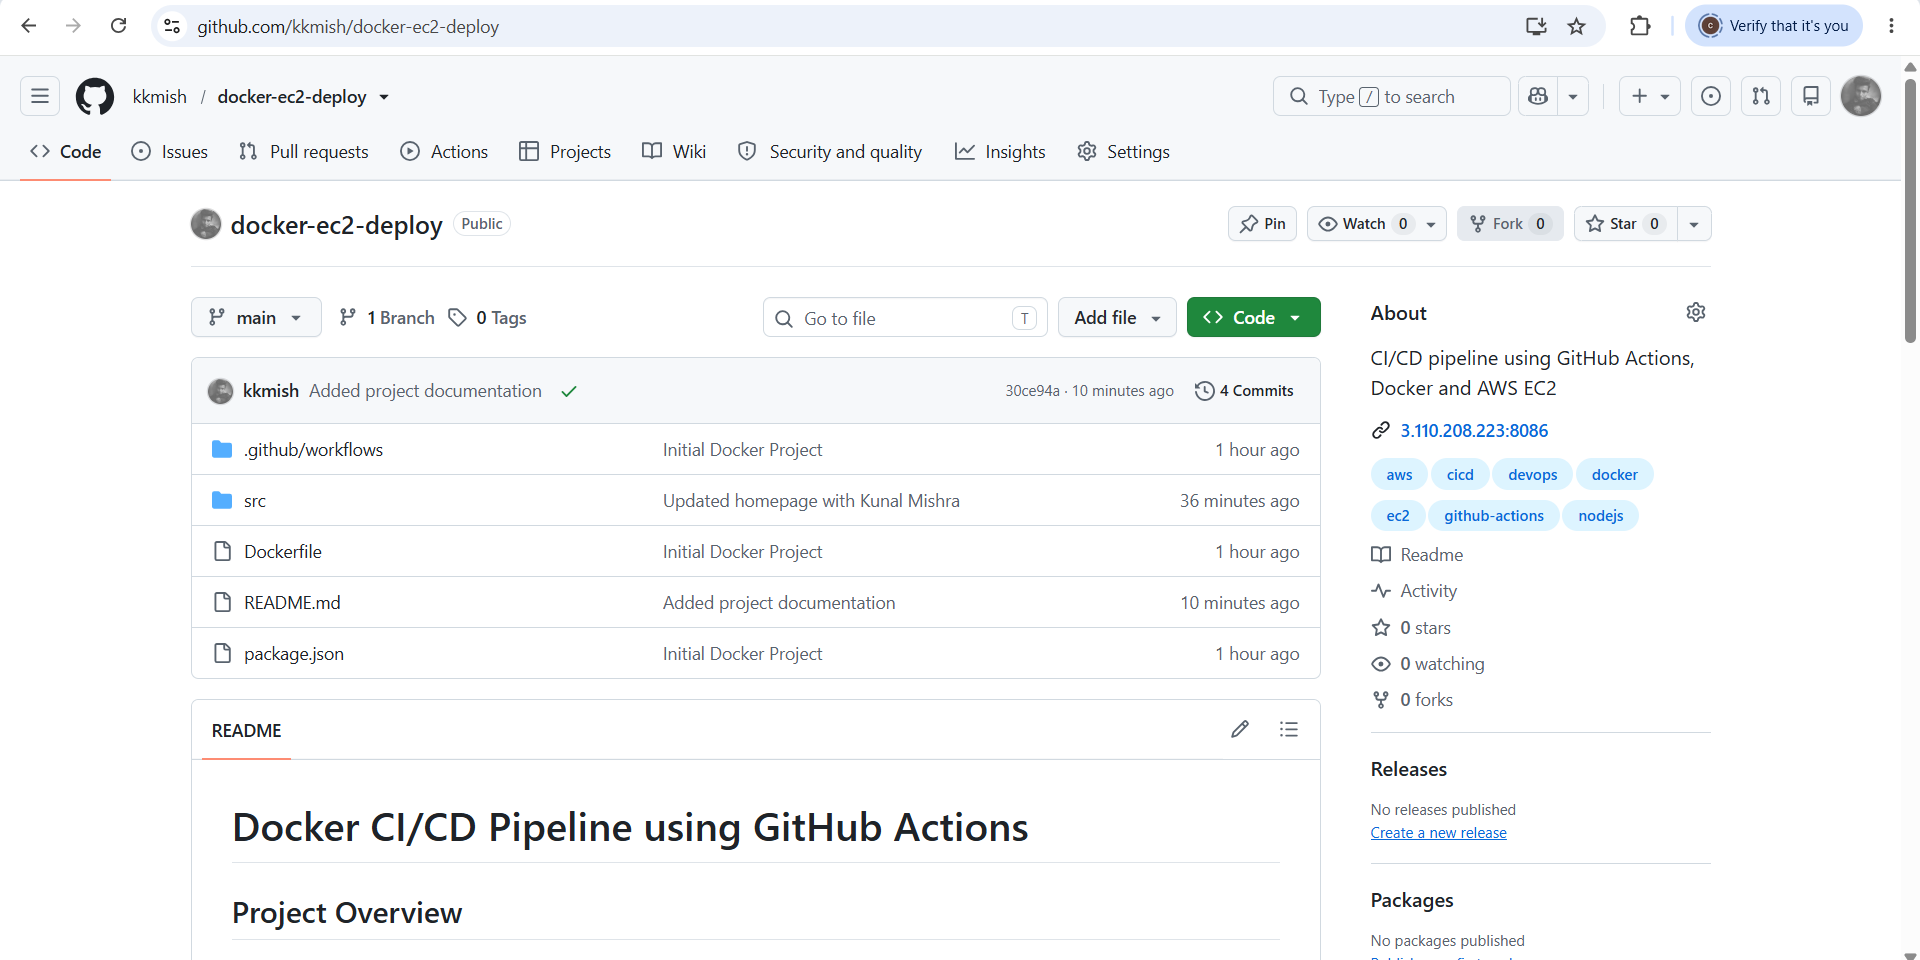 github.com/kkmish/docker-ec2-deploy
Verify that it's you
kkmish / docker-ec2-deploy
Type / to search
Code
Issues
Pull requests
Actions
Projects
Wiki
Security and quality
Insights
Settings
docker-ec2-deploy Public
Pin
Watch 0
Fork 0
Star 0
main
1 Branch
0 Tags
Go to file T
Add file
Code
kkmish Added project documentation 30ce94a · 10 minutes ago 4 Commits
.github/workflows Initial Docker Project 1 hour ago
src Updated homepage with Kunal Mishra 36 minutes ago
Dockerfile Initial Docker Project 1 hour ago
README.md Added project documentation 10 minutes ago
package.json Initial Docker Project 1 hour ago
README
Docker CI/CD Pipeline using GitHub Actions
Project Overview
About
CI/CD pipeline using GitHub Actions,
Docker and AWS EC2
3.110.208.223:8086
aws cicd devops docker
ec2 github-actions nodejs
Readme
Activity
0 stars
0 watching
0 forks
Releases
No releases published
Create a new release
Packages
No packages published